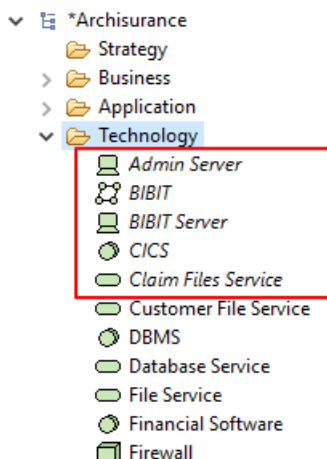 *Archisurance
Strategy
Business
Application
Technology
Admin Server
BIBIT
BIBIT Server
CICS
Claim Files Service
Customer File Service
DBMS
Database Service
File Service
Financial Software
Firewall